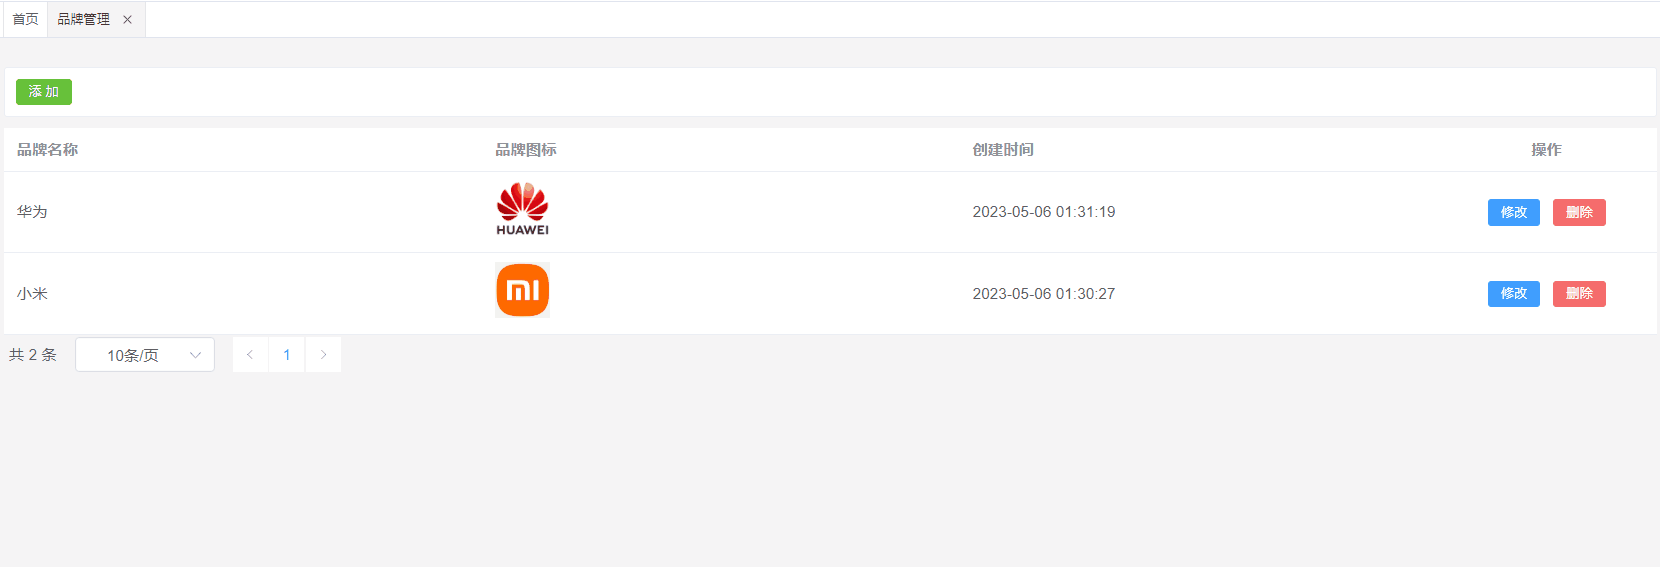 首页 品牌管理
添加
品牌名称 品牌图标 创建时间 操作
华为 HUAWEI 2023-05-06 01:31:19 修改 删除
小米 mi 2023-05-06 01:30:27 修改 删除
共 2 条 10条/页 1